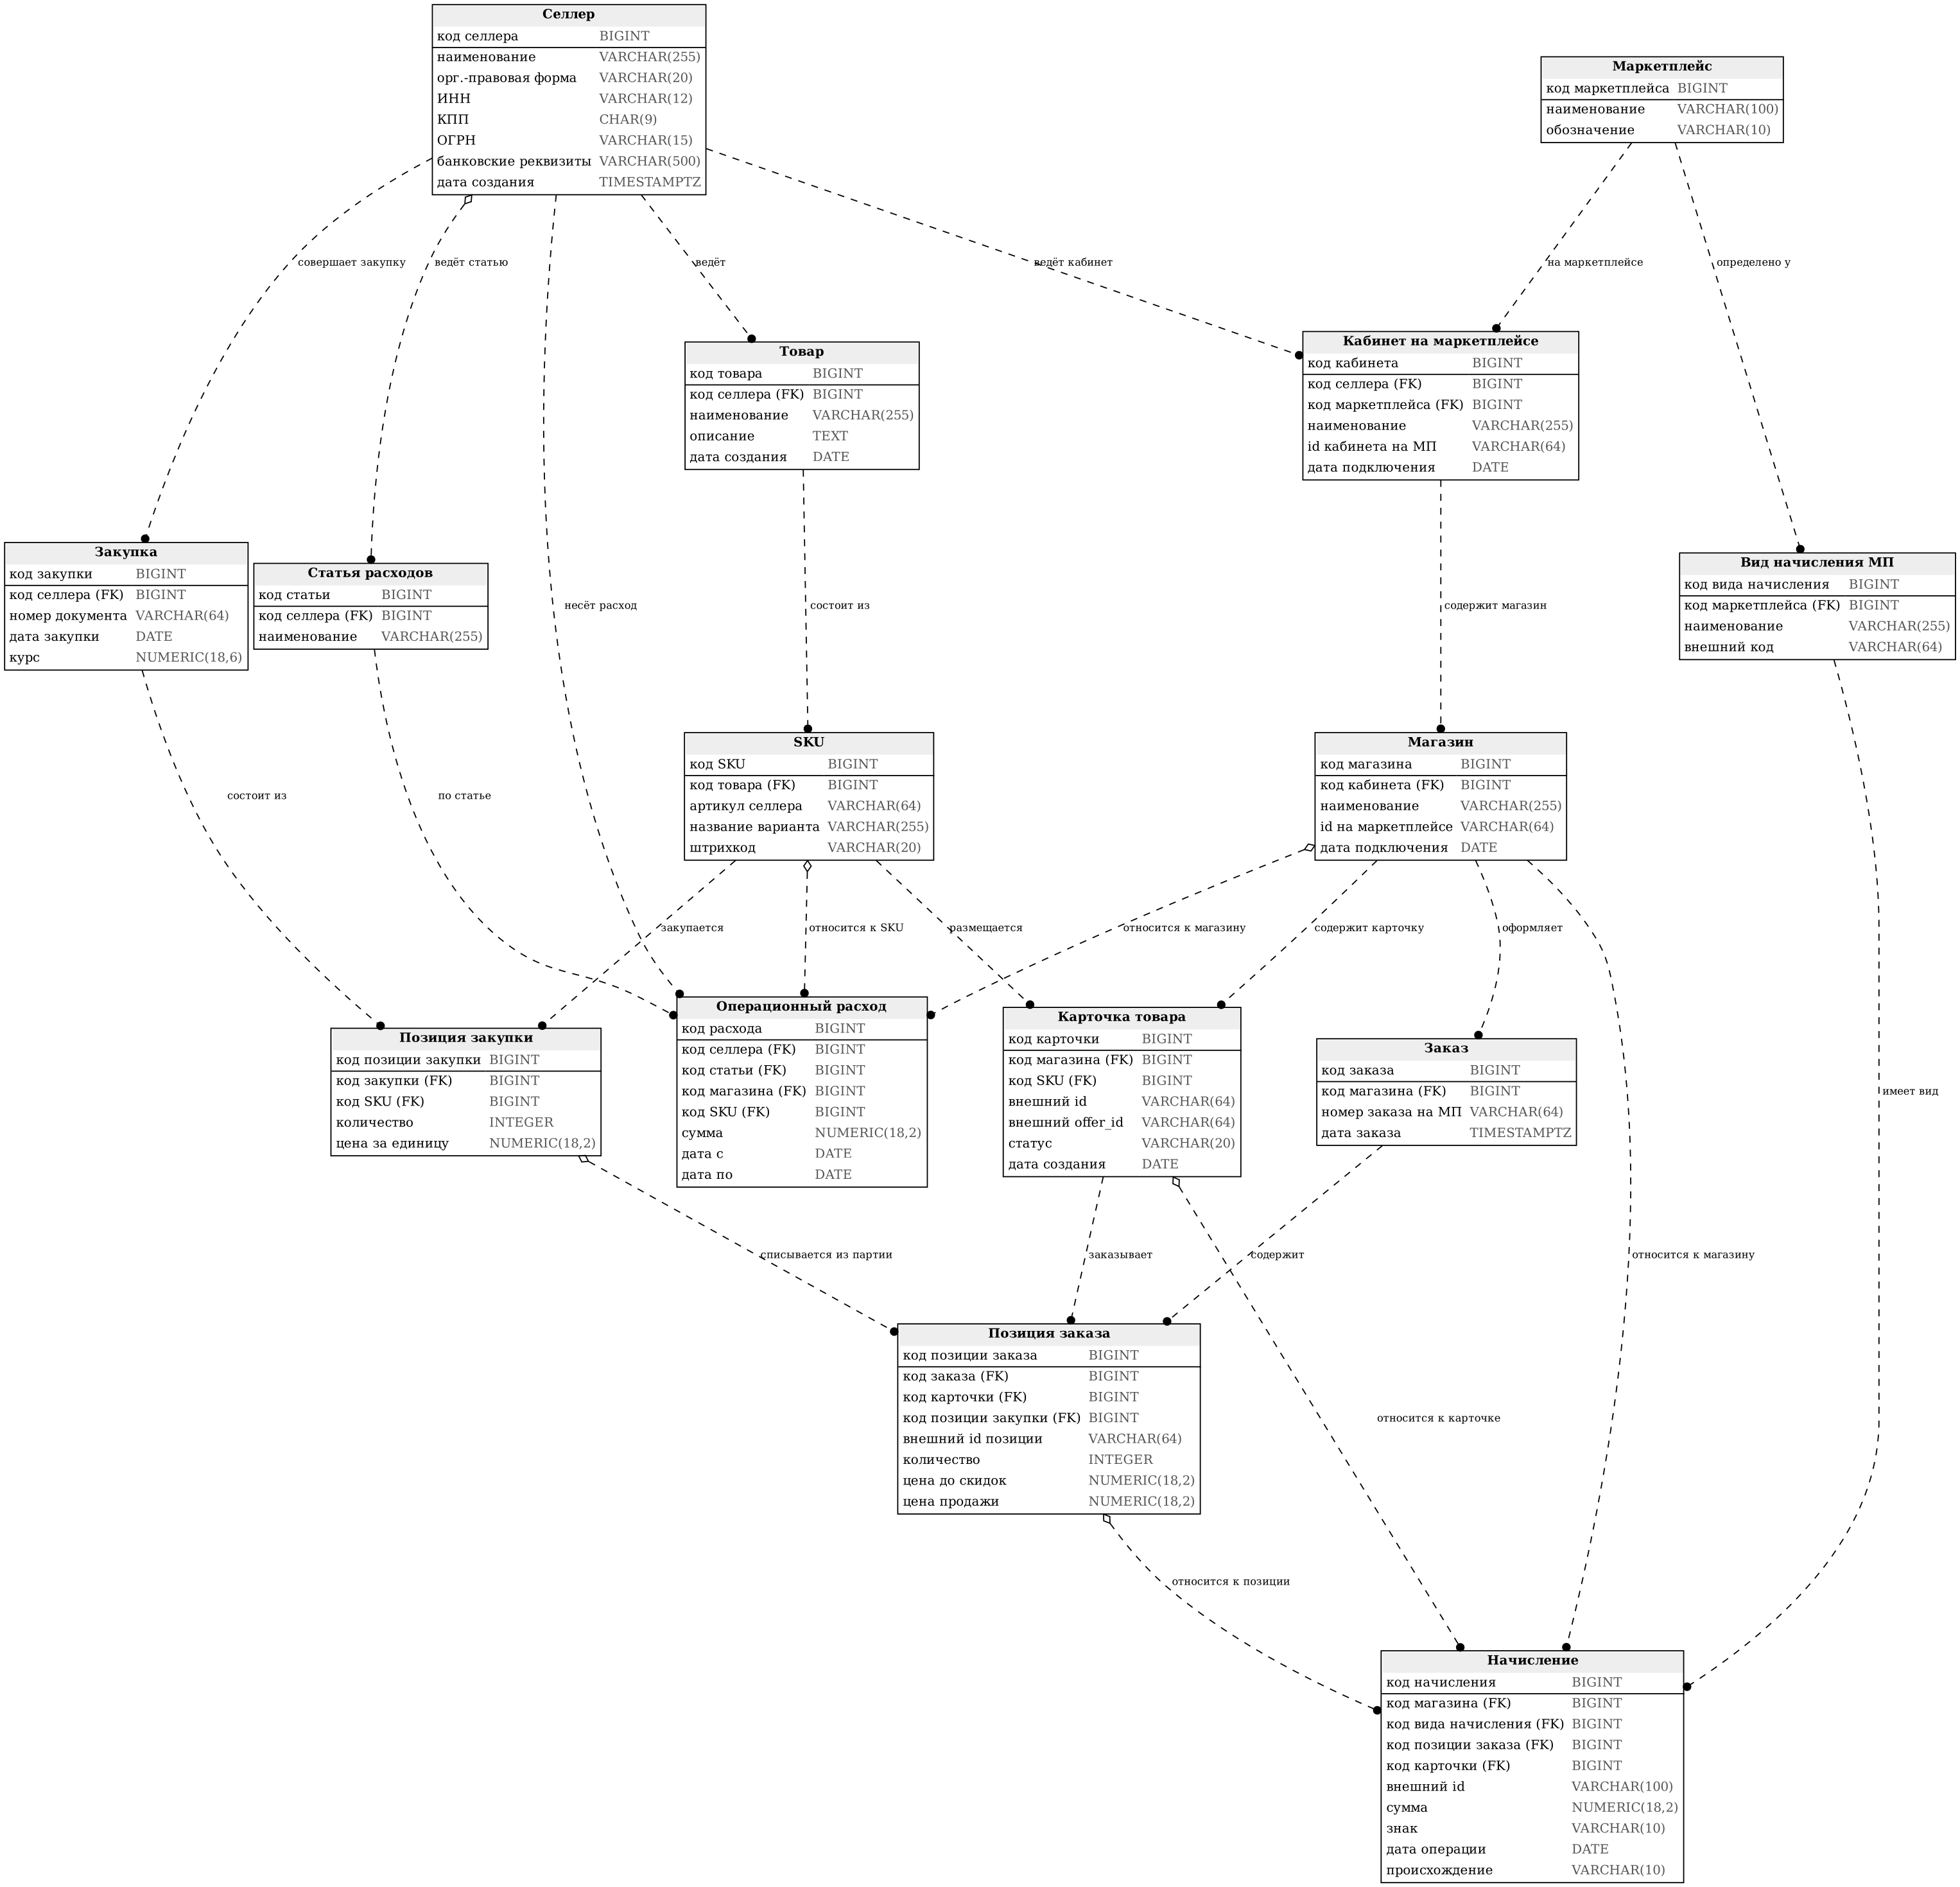 Селлер
код селлера BIGINT
наименование VARCHAR(255)
орг.-правовая форма VARCHAR(20)
ИНН VARCHAR(12)
КПП CHAR(9)
ОГРН VARCHAR(15)
банковские реквизиты VARCHAR(500)
дата создания TIMESTAMPTZ
Маркетплейс
код маркетплейса BIGINT
наименование VARCHAR(100)
обозначение VARCHAR(10)
совершает закупку
ведёт статью
ведёт
ведёт кабинет
на маркетплейсе
определено у
Товар
код товара BIGINT
код селлера (FK) BIGINT
наименование VARCHAR(255)
описание TEXT
дата создания DATE
Кабинет на маркетплейсе
код кабинета BIGINT
код селлера (FK) BIGINT
код маркетплейса (FK) BIGINT
наименование VARCHAR(255)
id кабинета на МП VARCHAR(64)
дата подключения DATE
Закупка
код закупки BIGINT
код селлера (FK) BIGINT
номер документа VARCHAR(64)
дата закупки DATE
курс NUMERIC(18,6)
Статья расходов
код статьи BIGINT
код селлера (FK) BIGINT
наименование VARCHAR(255)
несёт расход
состоит из
содержит магазин
Вид начисления МП
код вида начисления BIGINT
код маркетплейса (FK) BIGINT
наименование VARCHAR(255)
внешний код VARCHAR(64)
состоит из
по статье
SKU
код SKU BIGINT
код товара (FK) BIGINT
артикул селлера VARCHAR(64)
название варианта VARCHAR(255)
штрихкод VARCHAR(20)
Магазин
код магазина BIGINT
код кабинета (FK) BIGINT
наименование VARCHAR(255)
id на маркетплейсе VARCHAR(64)
дата подключения DATE
закупается
относится к SKU
размещается
относится к магазину
содержит карточку
оформляет
Позиция закупки
код позиции закупки BIGINT
код закупки (FK) BIGINT
код SKU (FK) BIGINT
количество INTEGER
цена за единицу NUMERIC(18,2)
Операционный расход
код расхода BIGINT
код селлера (FK) BIGINT
код статьи (FK) BIGINT
код магазина (FK) BIGINT
код SKU (FK) BIGINT
сумма NUMERIC(18,2)
дата с DATE
дата по DATE
Карточка товара
код карточки BIGINT
код магазина (FK) BIGINT
код SKU (FK) BIGINT
внешний id VARCHAR(64)
внешний offer_id VARCHAR(64)
статус VARCHAR(20)
дата создания DATE
Заказ
код заказа BIGINT
код магазина (FK) BIGINT
номер заказа на МП VARCHAR(64)
дата заказа TIMESTAMPTZ
имеет вид
списывается из партии
заказывает
содержит
относится к магазину
Позиция заказа
код позиции заказа BIGINT
код заказа (FK) BIGINT
код карточки (FK) BIGINT
код позиции закупки (FK) BIGINT
внешний id позиции VARCHAR(64)
количество INTEGER
цена до скидок NUMERIC(18,2)
цена продажи NUMERIC(18,2)
относится к карточке
относится к позиции
Начисление
код начисления BIGINT
код магазина (FK) BIGINT
код вида начисления (FK) BIGINT
код позиции заказа (FK) BIGINT
код карточки (FK) BIGINT
внешний id VARCHAR(100)
сумма NUMERIC(18,2)
знак VARCHAR(10)
дата операции DATE
происхождение VARCHAR(10)